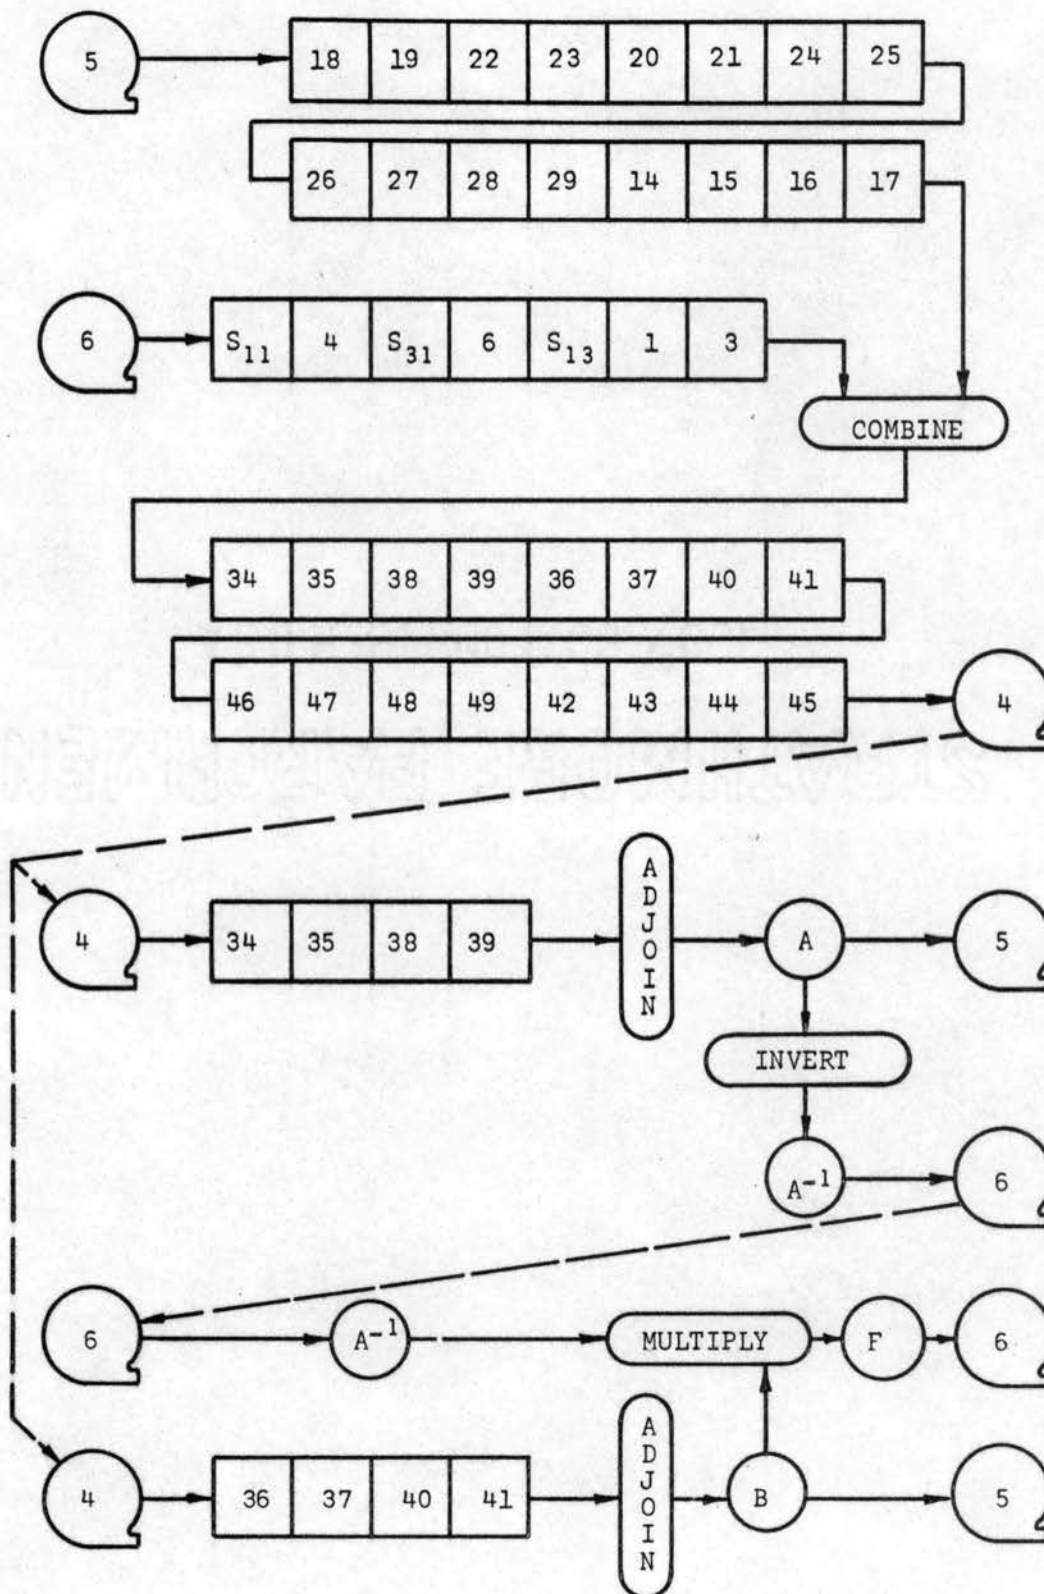 5 18 19 22 23 20 21 24 25
26 27 28 29 14 15 16 17
6 S₁₁ 4 S₃₁ 6 S₁₃ 1 3
COMBINE
34 35 38 39 36 37 40 41
46 47 48 49 42 43 44 45 4
4 34 35 38 39 ADJOIN A 5
INVERT
A⁻¹ 6
6 A⁻¹ MULTIPLY F 6
4 36 37 40 41 ADJOIN B 5